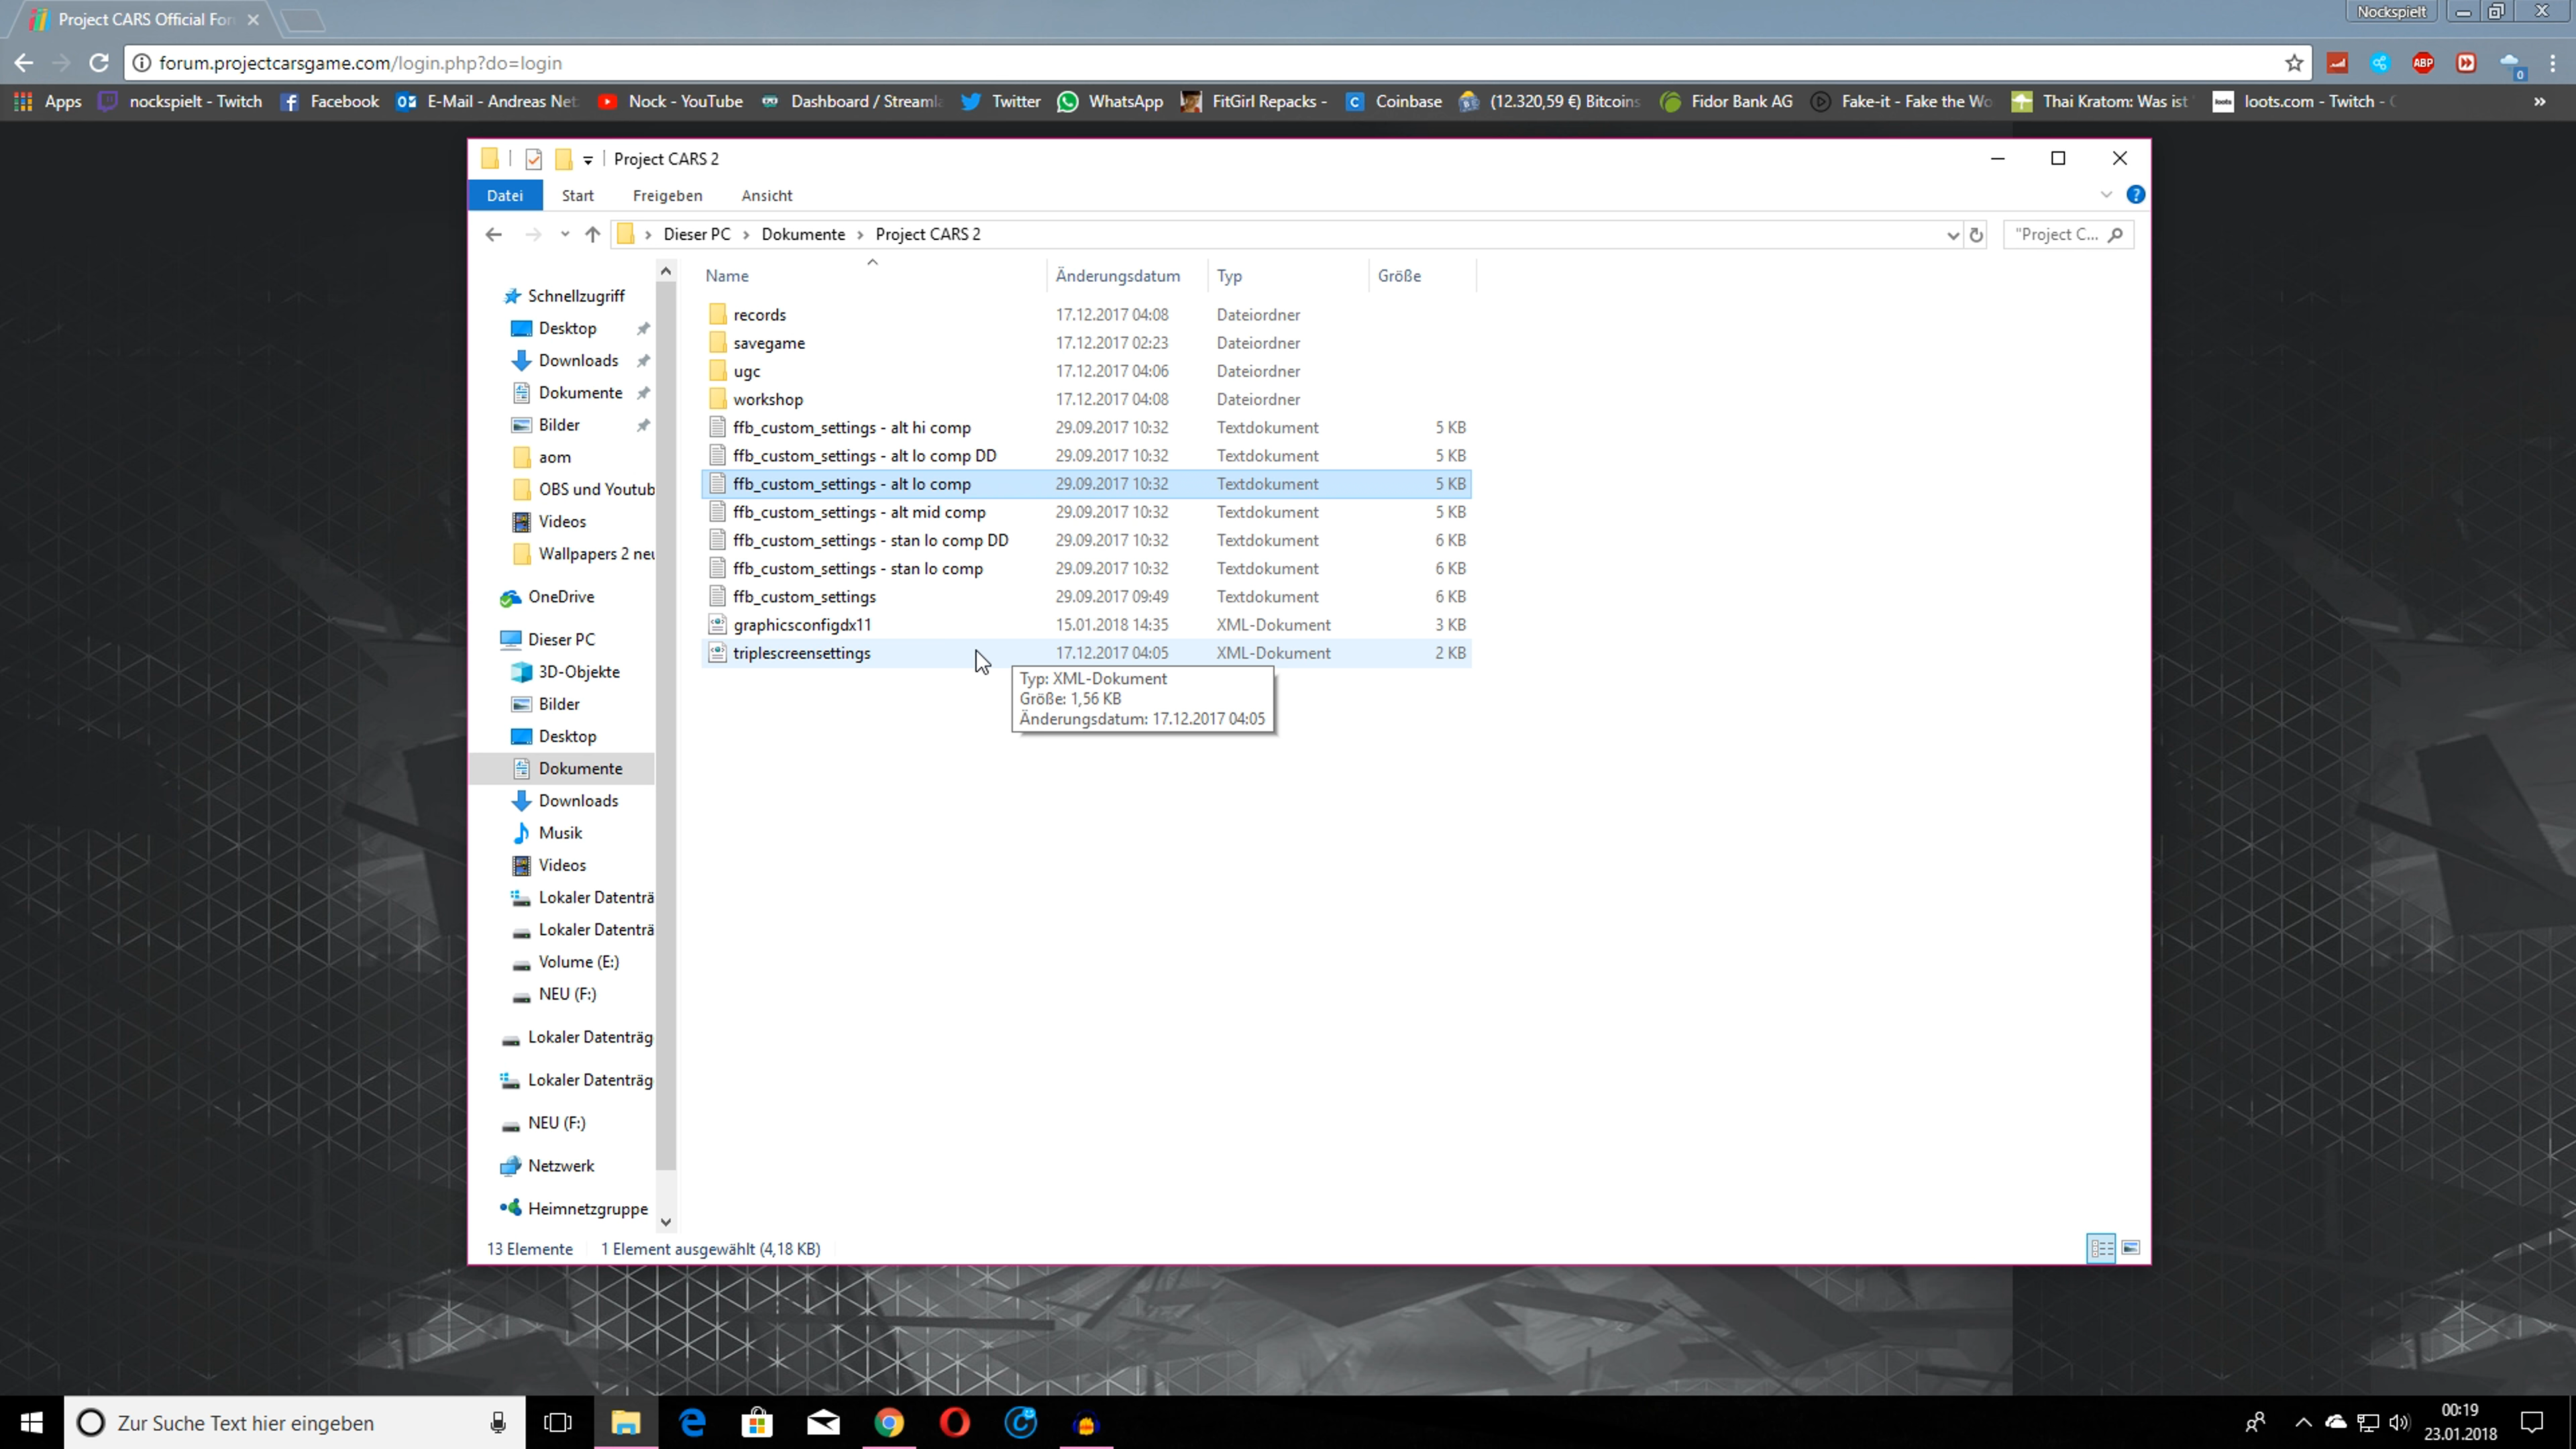 Project CARS Official For
Nockspielt
forum.projectcarsgame.com/login.php?do=login
ABP
0
Apps nockspielt - Twitch Facebook E-Mail - Andreas Net Nock - YouTube Dashboard / Streamla Twitter WhatsApp FitGirl Repacks - Coinbase (12.320,59 €) Bitcoins Fidor Bank AG Fake-it - Fake the Wo Thai Kratom: Was ist loots.com - Twitch - »
Project CARS 2
Datei Start Freigeben Ansicht
Dieser PC › Dokumente › Project CARS 2
"Project C...
Name Änderungsdatum Typ Größe
Schnellzugriff
Desktop
Downloads
Dokumente
Bilder
aom
OBS und Youtub
Videos
Wallpapers 2 neu
OneDrive
Dieser PC
3D-Objekte
Bilder
Desktop
Dokumente
Downloads
Musik
Videos
Lokaler Datenträ
Lokaler Datenträ
Volume (E:)
NEU (F:)
Lokaler Datenträg
Lokaler Datenträg
NEU (F:)
Netzwerk
Heimnetzgruppe
records 17.12.2017 04:08 Dateiordner
savegame 17.12.2017 02:23 Dateiordner
ugc 17.12.2017 04:06 Dateiordner
workshop 17.12.2017 04:08 Dateiordner
ffb_custom_settings - alt hi comp 29.09.2017 10:32 Textdokument 5 KB
ffb_custom_settings - alt lo comp DD 29.09.2017 10:32 Textdokument 5 KB
ffb_custom_settings - alt lo comp 29.09.2017 10:32 Textdokument 5 KB
ffb_custom_settings - alt mid comp 29.09.2017 10:32 Textdokument 5 KB
ffb_custom_settings - stan lo comp DD 29.09.2017 10:32 Textdokument 6 KB
ffb_custom_settings - stan lo comp 29.09.2017 10:32 Textdokument 6 KB
ffb_custom_settings 29.09.2017 09:49 Textdokument 6 KB
graphicsconfigdx11 15.01.2018 14:35 XML-Dokument 3 KB
triplescreensettings 17.12.2017 04:05 XML-Dokument 2 KB
Typ: XML-Dokument
Größe: 1,56 KB
Änderungsdatum: 17.12.2017 04:05
13 Elemente 1 Element ausgewählt (4,18 KB)
Zur Suche Text hier eingeben
00:19
23.01.2018